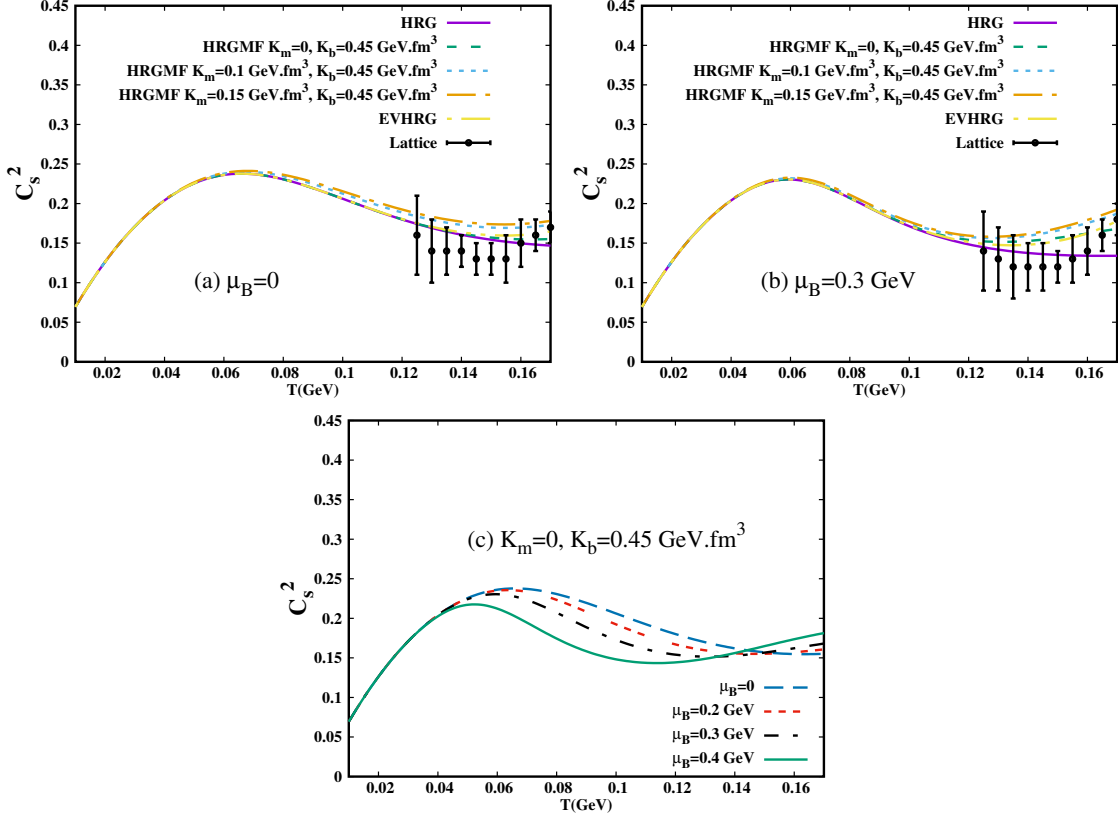 HRG
HRGMF K_m=0, K_b=0.45 GeV.fm^3
HRGMF K_m=0.1 GeV.fm^3, K_b=0.45 GeV.fm^3
HRGMF K_m=0.15 GeV.fm^3, K_b=0.45 GeV.fm^3
EVHRG
Lattice
0.45
0.4
0.35
0.3
0.25
0.2
0.15
0.1
0.05
0
C_s^2
(a) μ_B=0
0.02 0.04 0.06 0.08 0.1 0.12 0.14 0.16
T(GeV)
HRG
HRGMF K_m=0, K_b=0.45 GeV.fm^3
HRGMF K_m=0.1 GeV.fm^3, K_b=0.45 GeV.fm^3
HRGMF K_m=0.15 GeV.fm^3, K_b=0.45 GeV.fm^3
EVHRG
Lattice
0.45
0.4
0.35
0.3
0.25
0.2
0.15
0.1
0.05
0
C_s^2
(b) μ_B=0.3 GeV
0.02 0.04 0.06 0.08 0.1 0.12 0.14 0.16
T(GeV)
0.45
0.4
0.35
0.3
0.25
0.2
0.15
0.1
0.05
0
C_s^2
(c) K_m=0, K_b=0.45 GeV.fm^3
μ_B=0
μ_B=0.2 GeV
μ_B=0.3 GeV
μ_B=0.4 GeV
0.02 0.04 0.06 0.08 0.1 0.12 0.14 0.16
T(GeV)